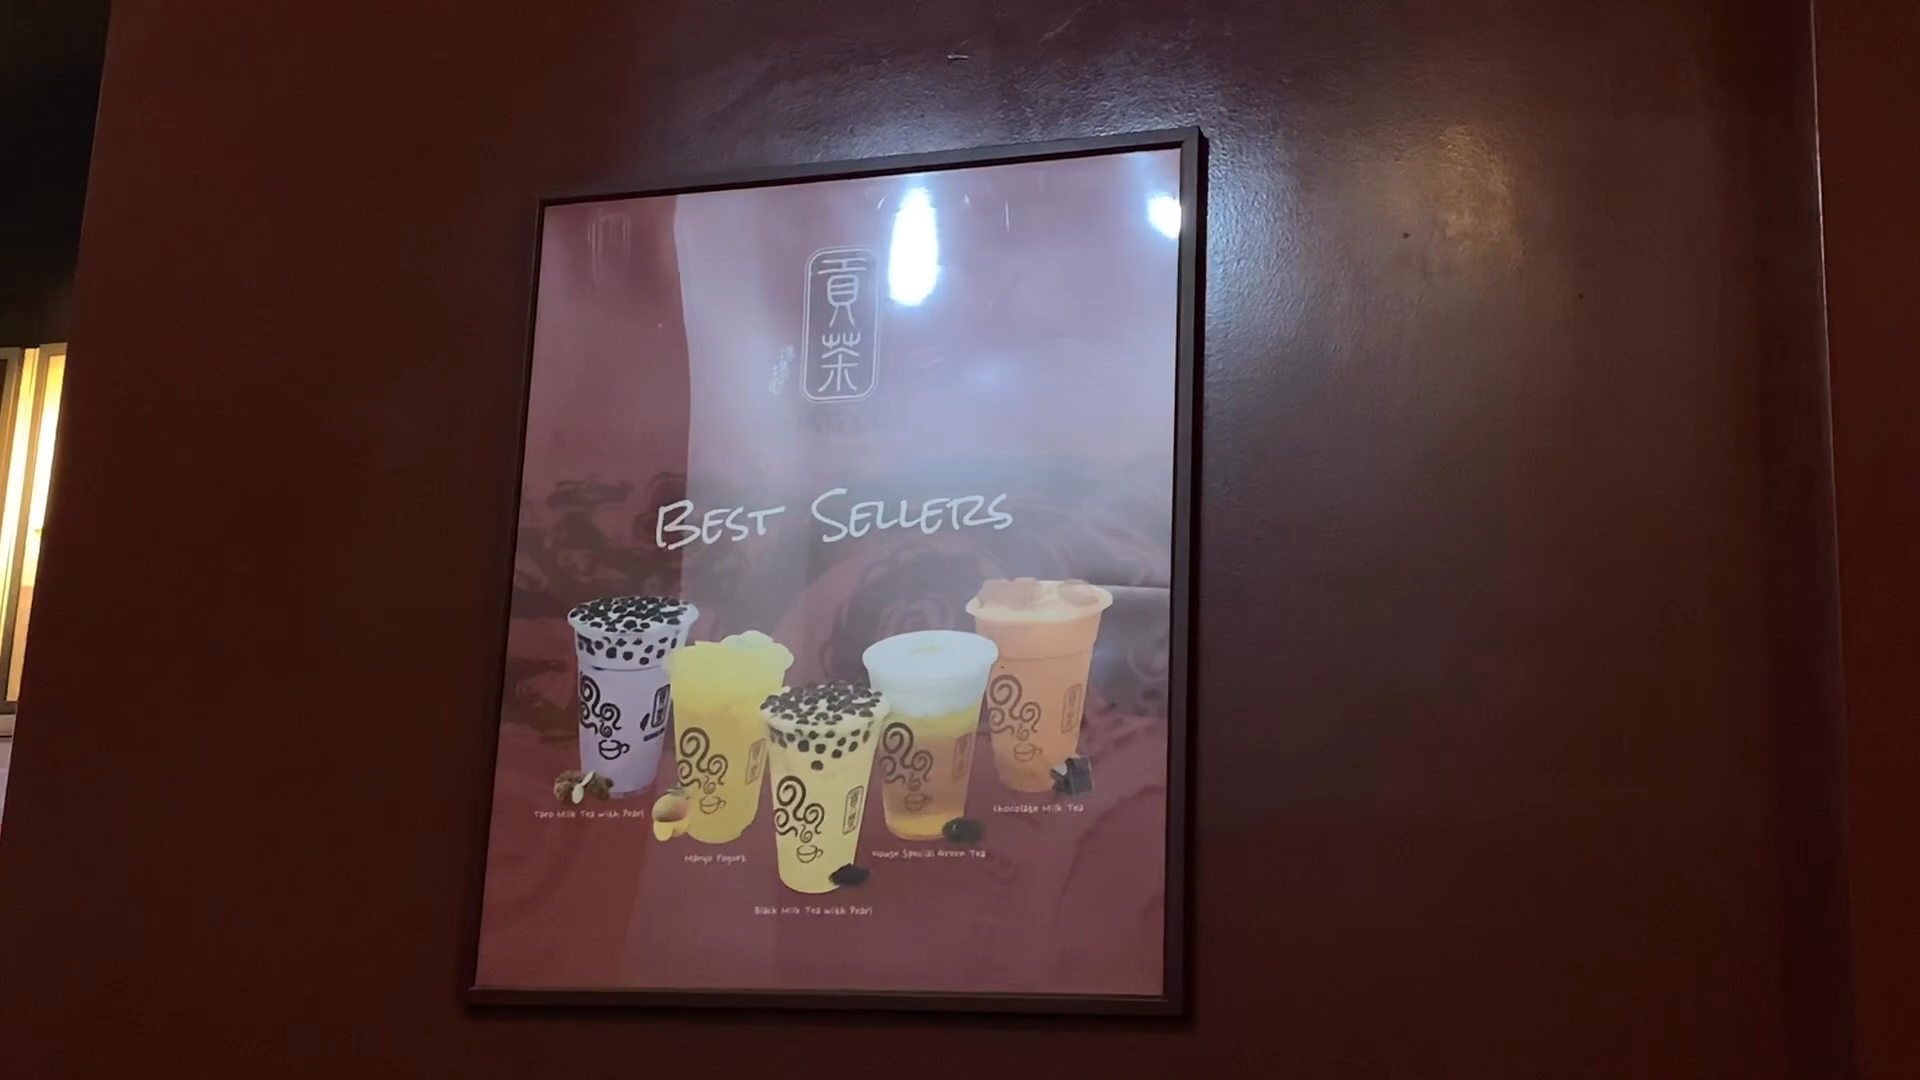 貢
茶
BEST SELLERS
Taro Milk Tea with Pearl
Chocolate Milk Tea
Mango Yogurt
House Special Green Tea
Black Milk Tea with Pearl